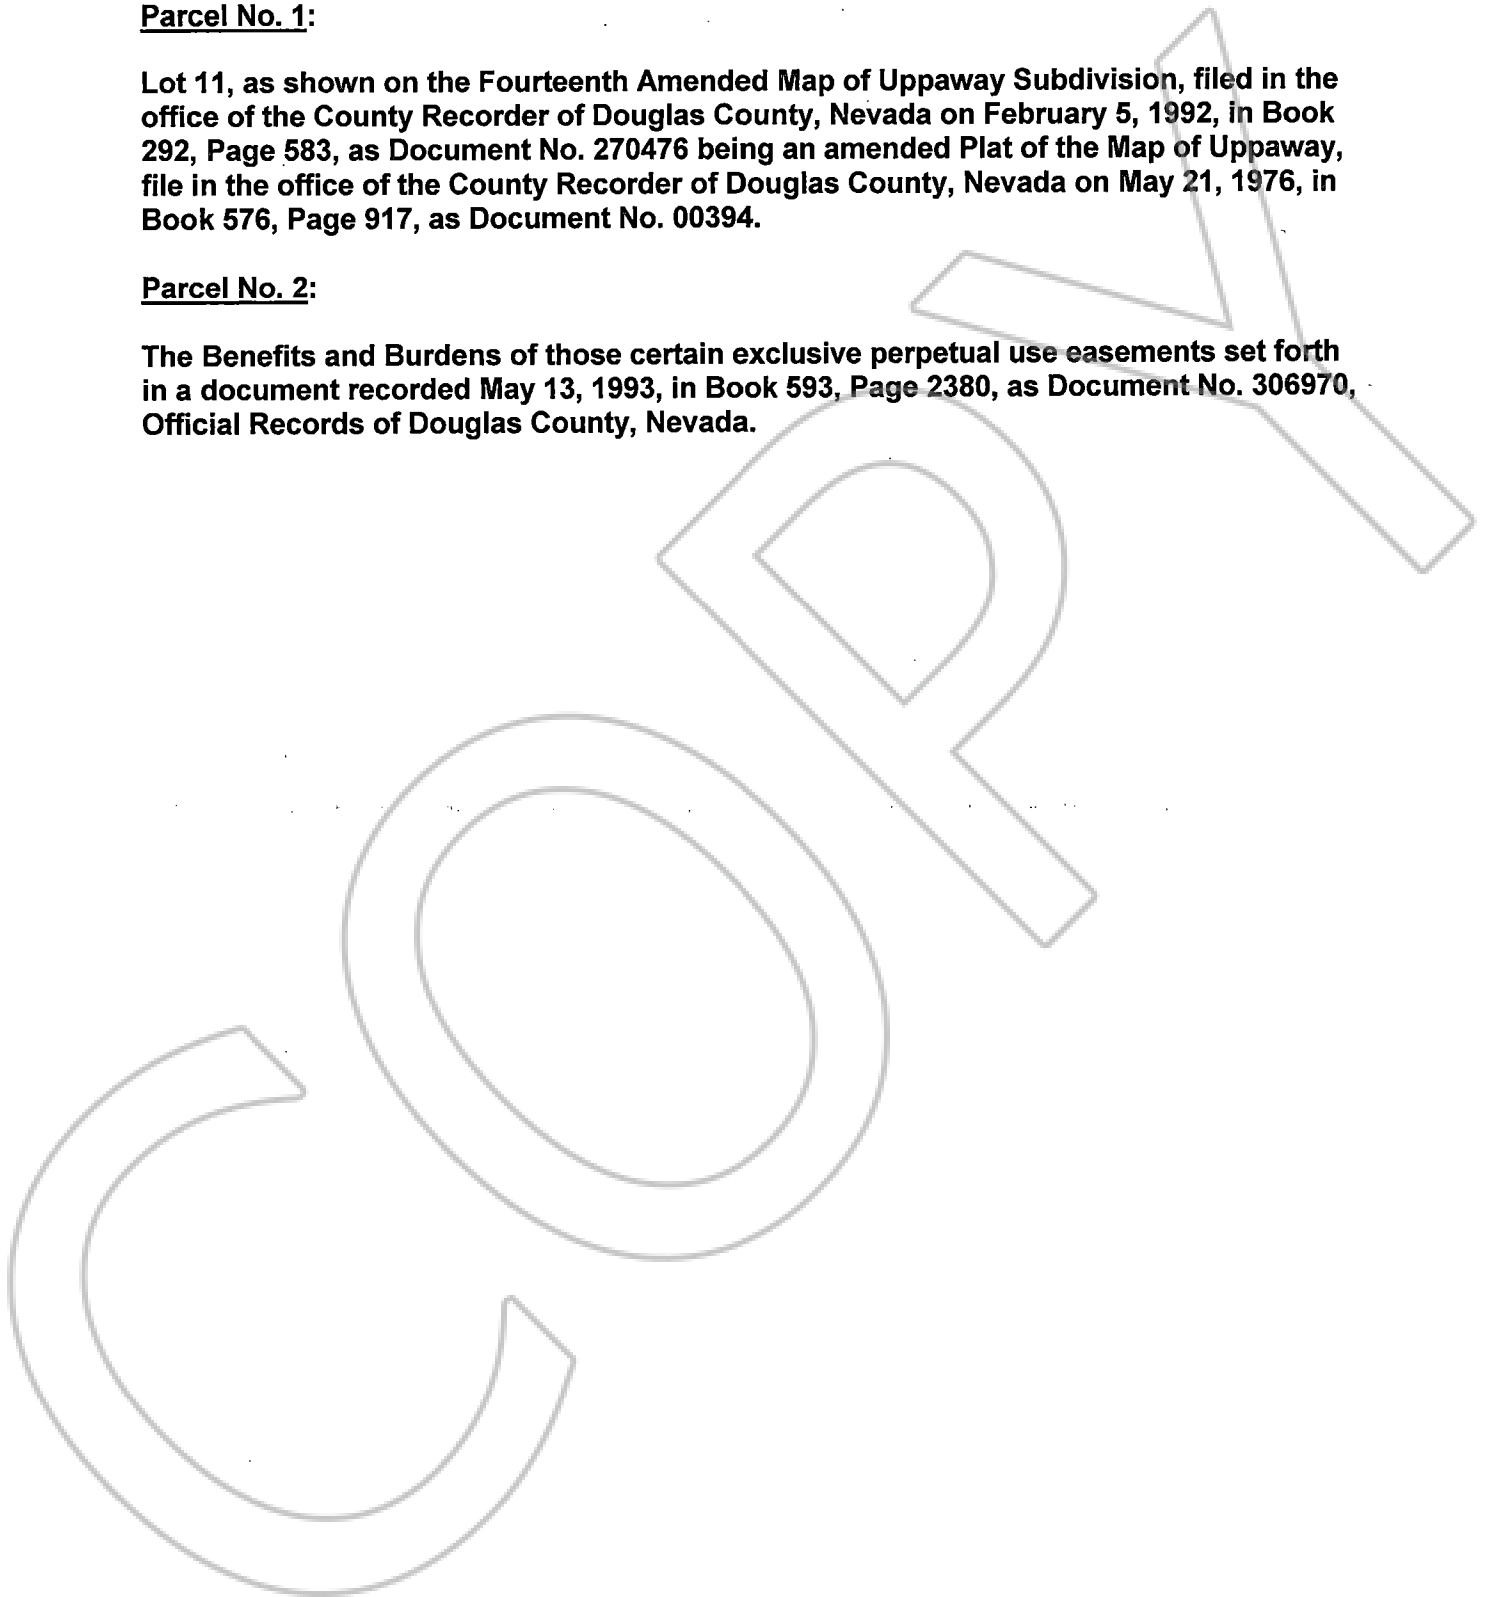 Parcel No. 1:
Lot 11, as shown on the Fourteenth Amended Map of Uppaway Subdivision, filed in the
office of the County Recorder of Douglas County, Nevada on February 5, 1992, in Book
292, Page 583, as Document No. 270476 being an amended Plat of the Map of Uppaway,
file in the office of the County Recorder of Douglas County, Nevada on May 21, 1976, in
Book 576, Page 917, as Document No. 00394.
Parcel No. 2:
The Benefits and Burdens of those certain exclusive perpetual use easements set forth
in a document recorded May 13, 1993, in Book 593, Page 2380, as Document No. 306970,
Official Records of Douglas County, Nevada.
COPY